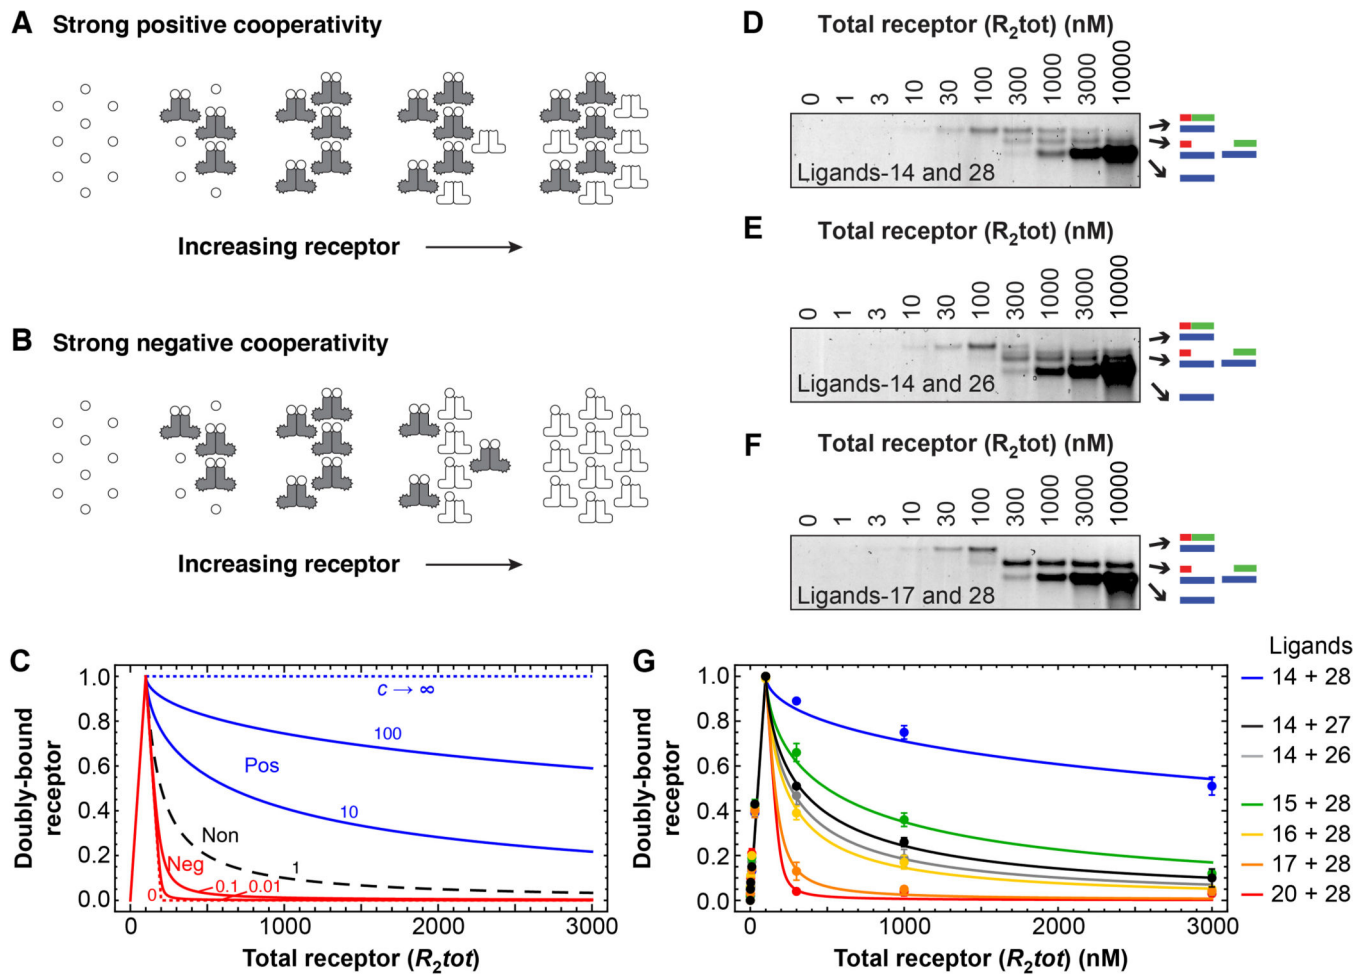 A Strong positive cooperativity
Increasing receptor
B Strong negative cooperativity
Increasing receptor
C
Doubly-bound
receptor
1.0
0.8
0.6
0.4
0.2
0.0
c → ∞
100
Pos
10
Non
1
Neg
0.1 0.01
0
0 1000 2000 3000
Total receptor (R2tot)
D Total receptor (R2tot) (nM)
0 1 3 10 30 100 300 1000 3000 10000
Ligands-14 and 28
E Total receptor (R2tot) (nM)
0 1 3 10 30 100 300 1000 3000 10000
Ligands-14 and 26
F Total receptor (R2tot) (nM)
0 1 3 10 30 100 300 1000 3000 10000
Ligands-17 and 28
G
Doubly-bound
receptor
1.0
0.8
0.6
0.4
0.2
0.0
0 1000 2000 3000
Total receptor (R2tot) (nM)
Ligands
14 + 28
14 + 27
14 + 26
15 + 28
16 + 28
17 + 28
20 + 28